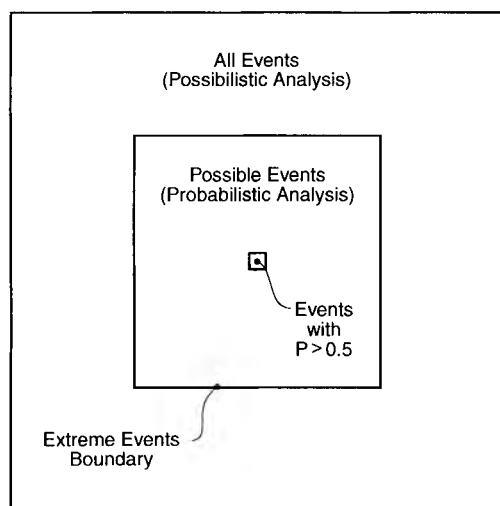 All Events
(Possibilistic Analysis)
Possible Events
(Probabilistic Analysis)
Events
with
P > 0.5
Extreme Events
Boundary